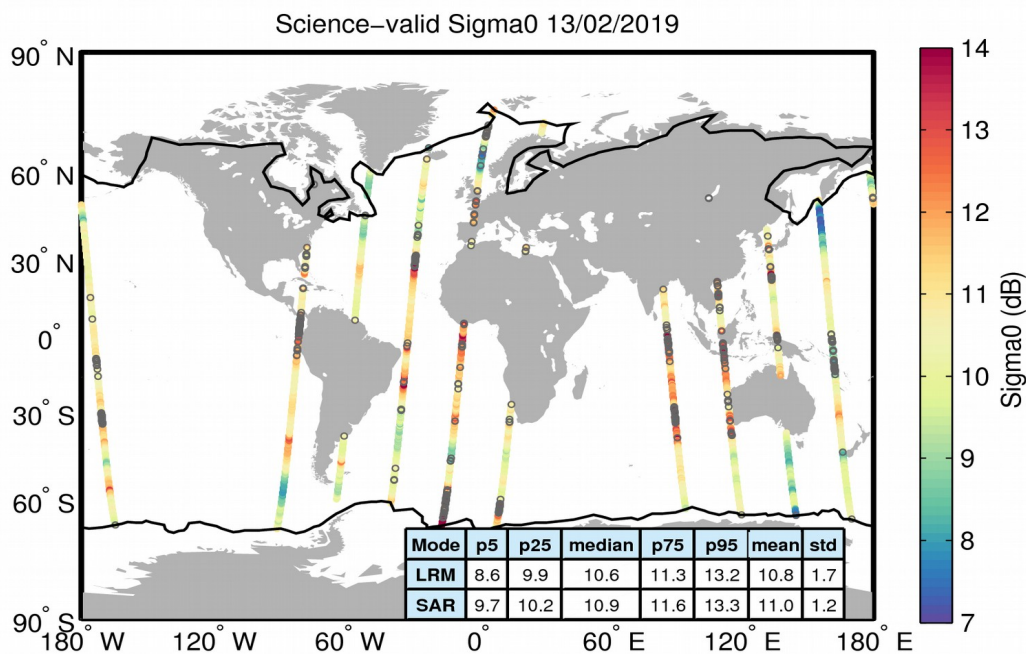 Science−valid Sigma0 13/02/2019
90° N
60° N
30° N
0°
30° S
60° S
90° S
180° W
120° W
60° W
0°
60° E
120° E
180° E
14
13
12
11
10
9
8
7
Sigma0 (dB)
Mode p5 p25 median p75 p95 mean std
LRM 8.6 9.9 10.6 11.3 13.2 10.8 1.7
SAR 9.7 10.2 10.9 11.6 13.3 11.0 1.2